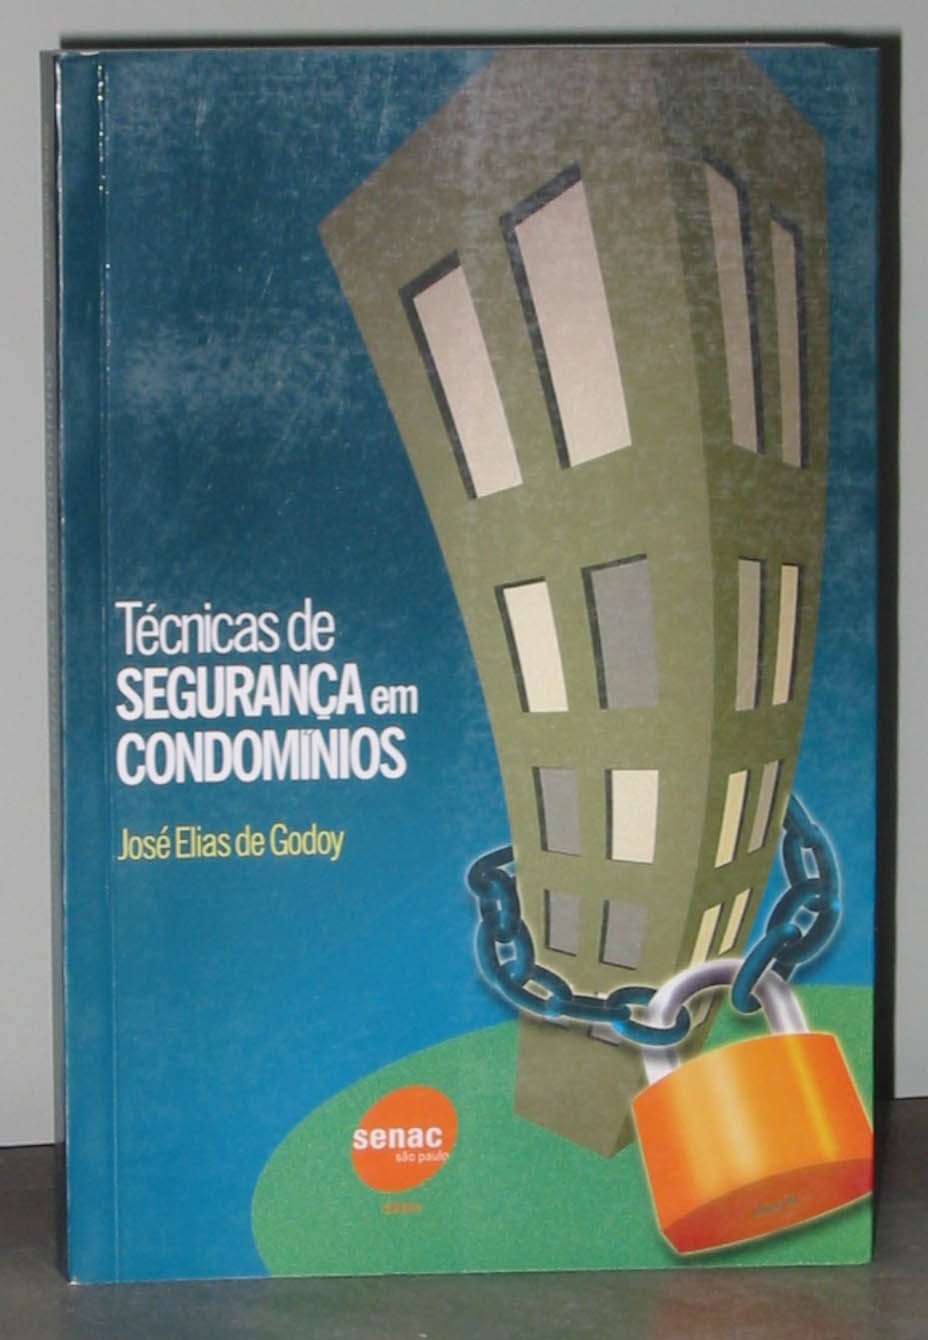 Técnicas de
SEGURANÇA em
CONDOMÍNIOS
José Elias de Godoy
senac
são paulo